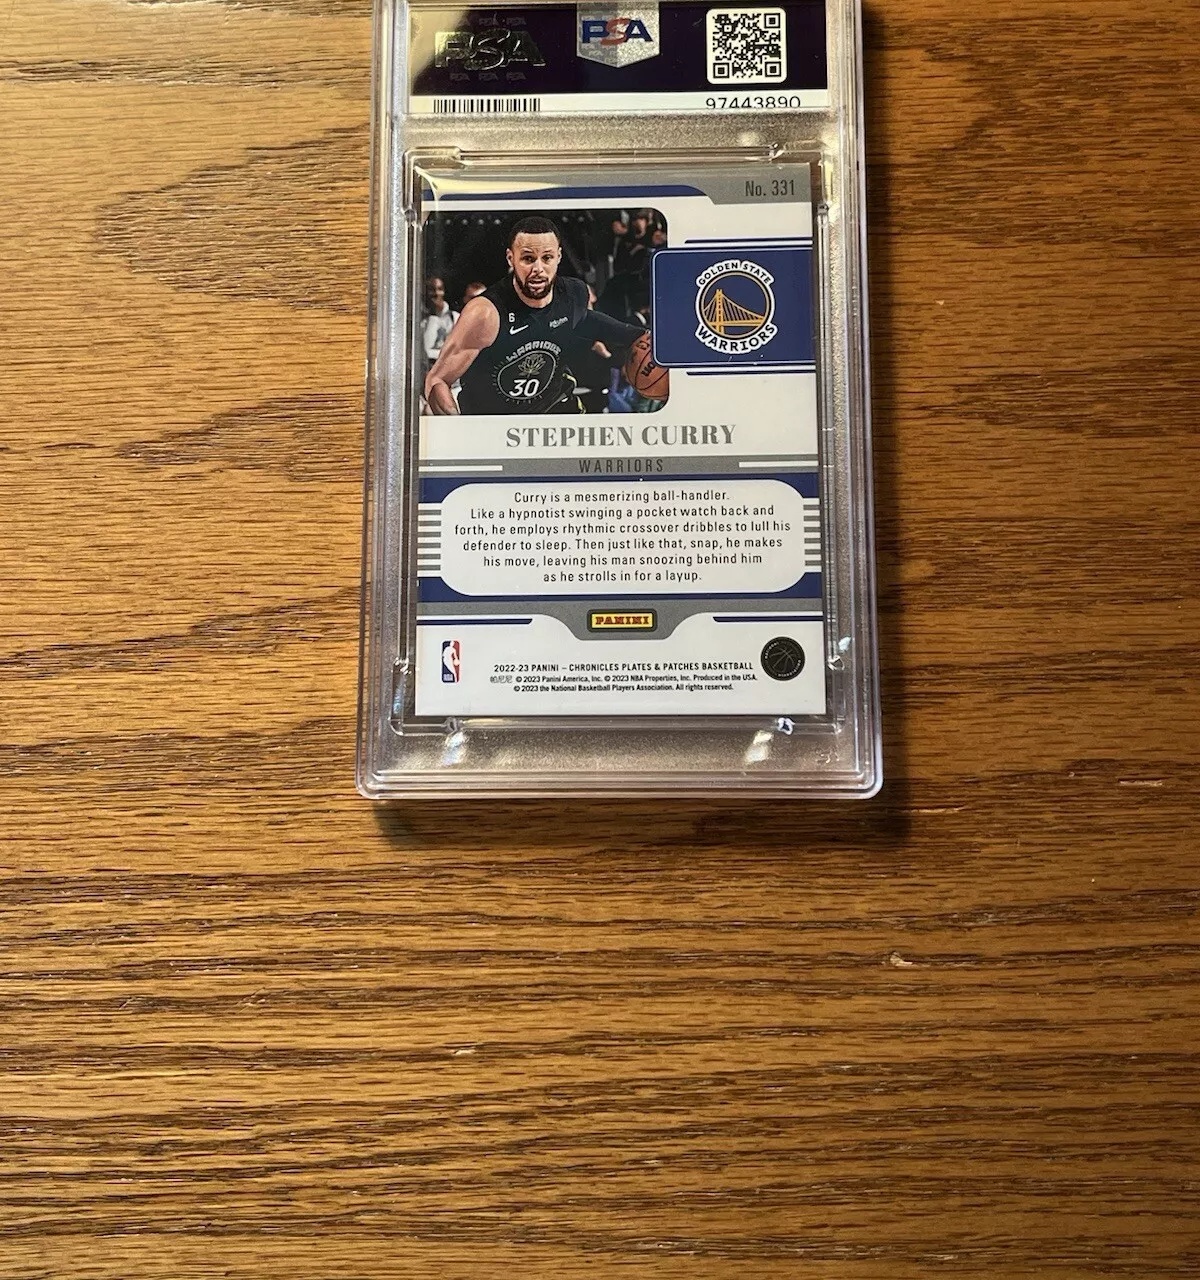 PSA
PSA
97443890
No. 331
GOLDEN STATE
WARRIORS
6
Rakuten
WARRIORS
30
STEPHEN CURRY
WARRIORS
Curry is a mesmerizing ball-handler.
Like a hypnotist swinging a pocket watch back and
forth, he employs rhythmic crossover dribbles to lull his
defender to sleep. Then just like that, snap, he makes
his move, leaving his man snoozing behind him
as he strolls in for a layup.
PANINI
NBA
2022-23 PANINI – CHRONICLES PLATES & PATCHES BASKETBALL
© 2023 Panini America, Inc. © 2023 NBA Properties, Inc. Produced in the USA.
© 2023 the National Basketball Players Association. All rights reserved.